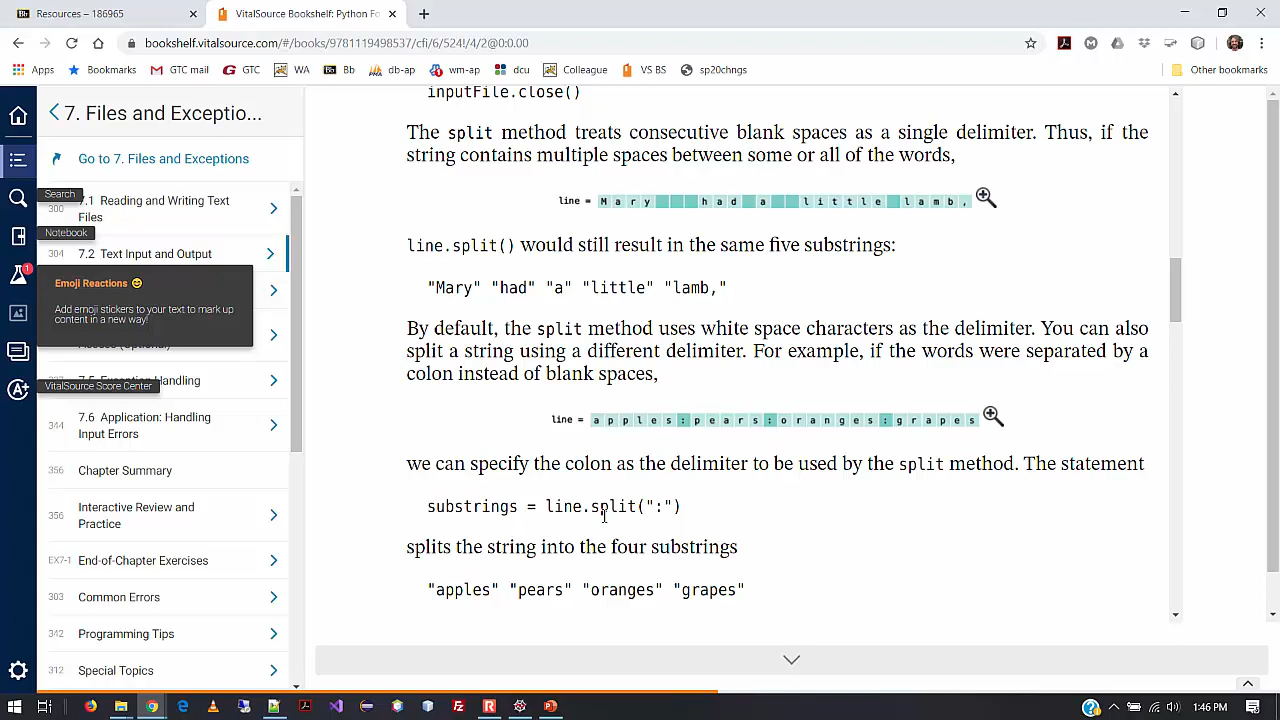 Resources – 186965
VitalSource Bookshelf: Python Fo
bookshelf.vitalsource.com/#/books/9781119498537/cfi/6/524!/4/2@0:0.00
Apps
Bookmarks
GTC mail
GTC
WA
Bb
db-ap
wm-ap
dcu
Colleague
VS BS
sp20chngs
Other bookmarks
7. Files and Exceptio...
Go to 7. Files and Exceptions
Search
300 7.1 Reading and Writing Text
Files
Notebook
304 7.2 Text Input and Output
Emoji Reactions
Add emoji stickers to your text to mark up
content in a new way!
VitalSource Score Center
Handling
344 7.6 Application: Handling
Input Errors
356 Chapter Summary
356 Interactive Review and
Practice
EX7-1 End-of-Chapter Exercises
303 Common Errors
342 Programming Tips
312 Special Topics
inputFile.close()
The split method treats consecutive blank spaces as a single delimiter. Thus, if the
string contains multiple spaces between some or all of the words,
line = Mary had a little lamb,
line.split() would still result in the same five substrings:
"Mary" "had" "a" "little" "lamb,"
By default, the split method uses white space characters as the delimiter. You can also
split a string using a different delimiter. For example, if the words were separated by a
colon instead of blank spaces,
line = apples:pears:oranges:grapes
we can specify the colon as the delimiter to be used by the split method. The statement
substrings = line.split(":")
splits the string into the four substrings
"apples" "pears" "oranges" "grapes"
1:46 PM